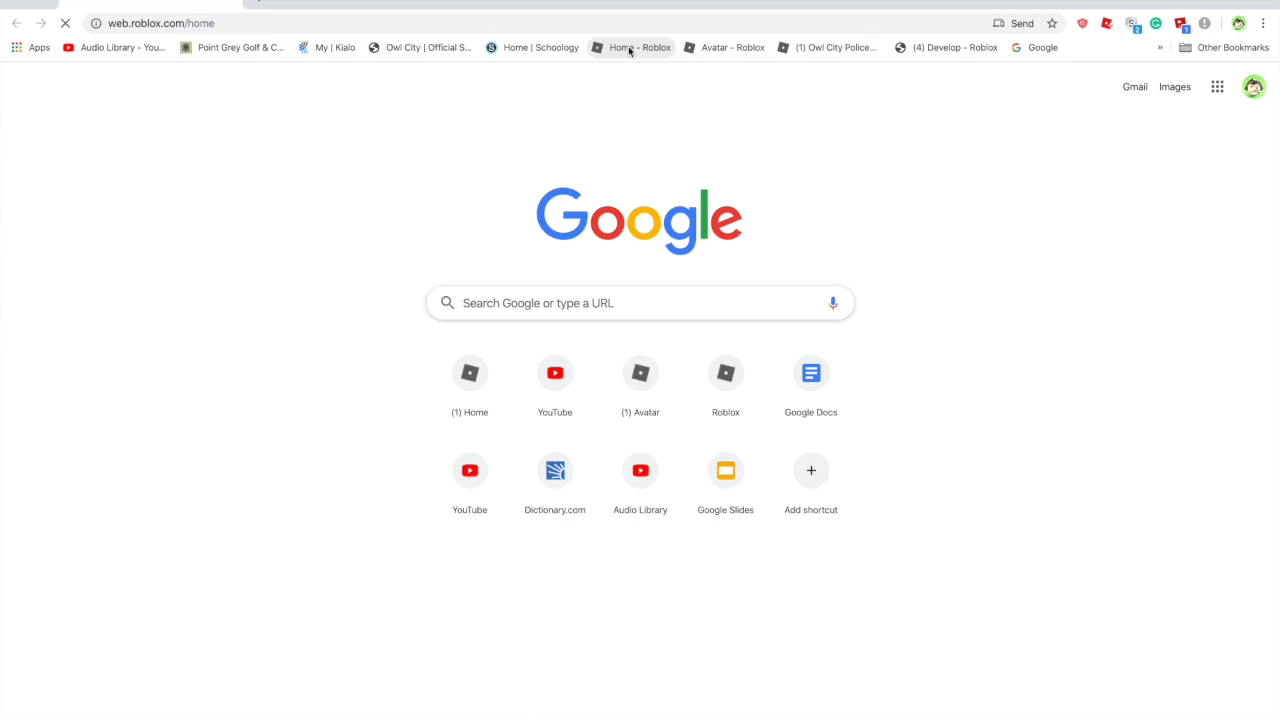 web.roblox.com/home
Send
2
1
Apps
Audio Library - You...
Point Grey Golf & C...
My | Kialo
Owl City | Official S...
Home | Schoology
Home - Roblox
Avatar - Roblox
(1) Owl City Police...
(4) Develop - Roblox
Google
»
Other Bookmarks
Gmail
Images
Google
Search Google or type a URL
(1) Home
YouTube
(1) Avatar
Roblox
Google Docs
YouTube
Dictionary.com
Audio Library
Google Slides
Add shortcut